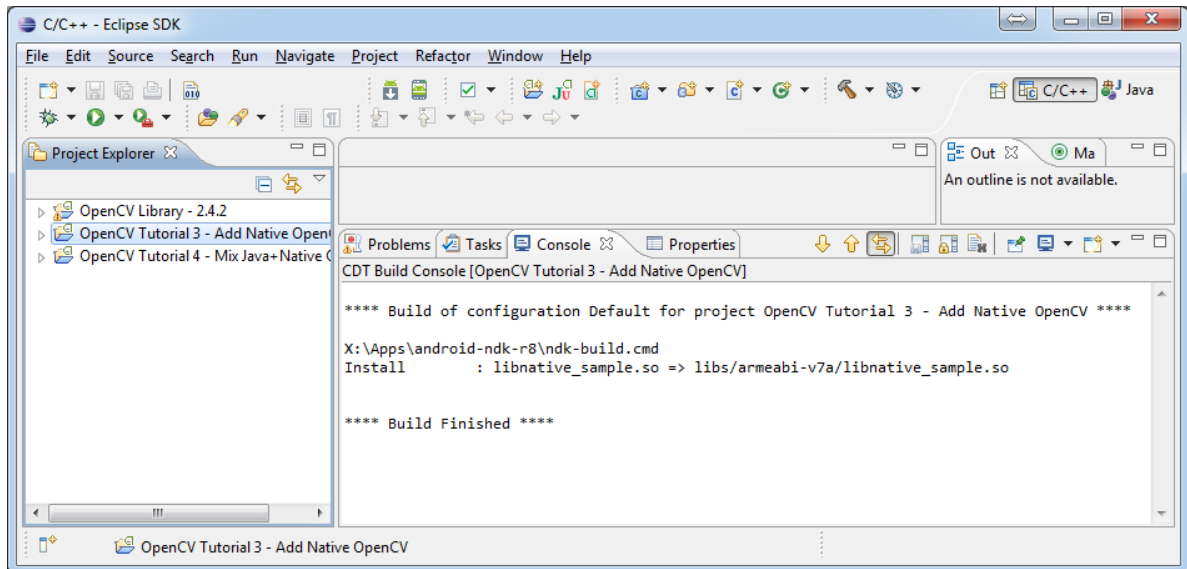 C/C++ - Eclipse SDK
File Edit Source Search Run Navigate Project Refactor Window Help
010
C/C++ Java
Project Explorer
Out Ma
An outline is not available.
OpenCV Library - 2.4.2
OpenCV Tutorial 3 - Add Native Open
OpenCV Tutorial 4 - Mix Java+Native
Problems Tasks Console Properties
CDT Build Console [OpenCV Tutorial 3 - Add Native OpenCV]
**** Build of configuration Default for project OpenCV Tutorial 3 - Add Native OpenCV ****
X:\Apps\android-ndk-r8\ndk-build.cmd
Install : libnative_sample.so => libs/armeabi-v7a/libnative_sample.so
**** Build Finished ****
OpenCV Tutorial 3 - Add Native OpenCV